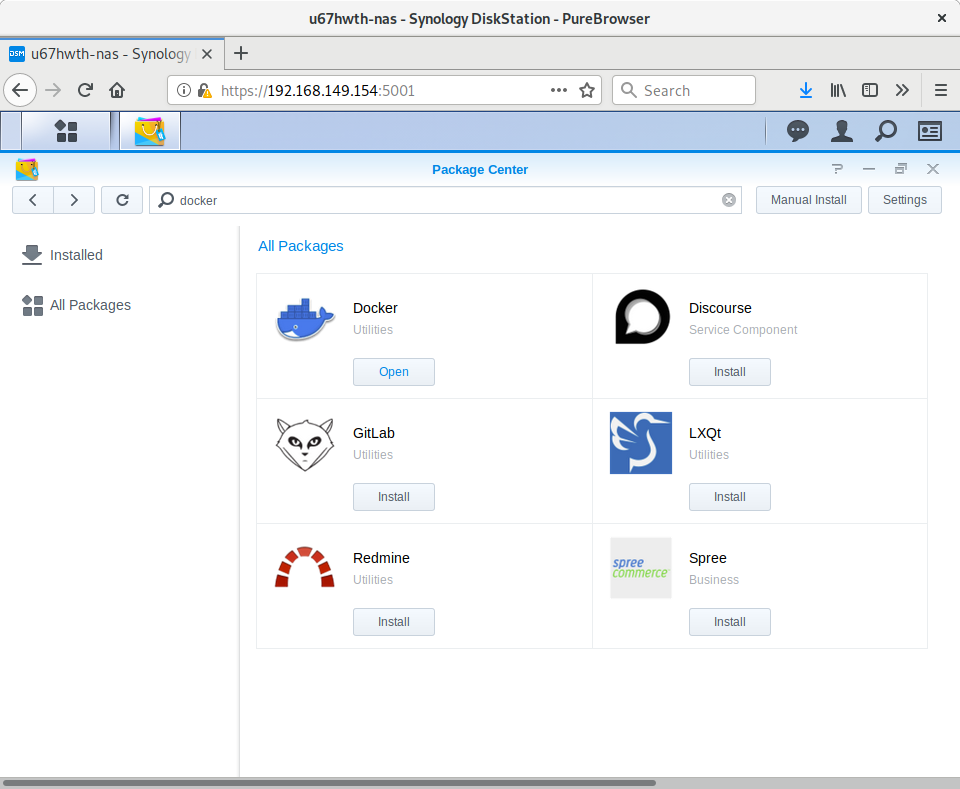 u67hwth-nas - Synology DiskStation - PureBrowser
DSM u67hwth-nas - Synology
https://192.168.149.154:5001
Search
Package Center
docker
Manual Install
Settings
Installed
All Packages
All Packages
Docker
Utilities
Open
Discourse
Service Component
Install
GitLab
Utilities
Install
LXQt
Utilities
Install
Redmine
Utilities
Install
spree
commerce
Spree
Business
Install